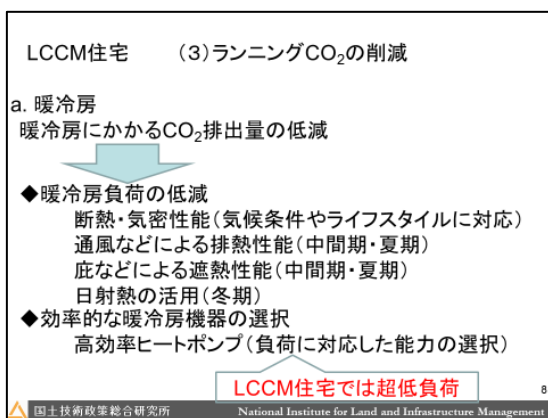 LCCM住宅　（3）ランニングCO₂の削減
a. 暖冷房
暖冷房にかかるCO₂排出量の低減
◆暖冷房負荷の低減
断熱・気密性能（気候条件やライフスタイルに対応）
通風などによる排熱性能（中間期・夏期）
庇などによる遮熱性能（中間期・夏期）
日射熱の活用（冬期）
◆効率的な暖冷房機器の選択
高効率ヒートポンプ（負荷に対応した能力の選択）
LCCM住宅では超低負荷
8
国土技術政策総合研究所　National Institute for Land and Infrastructure Management